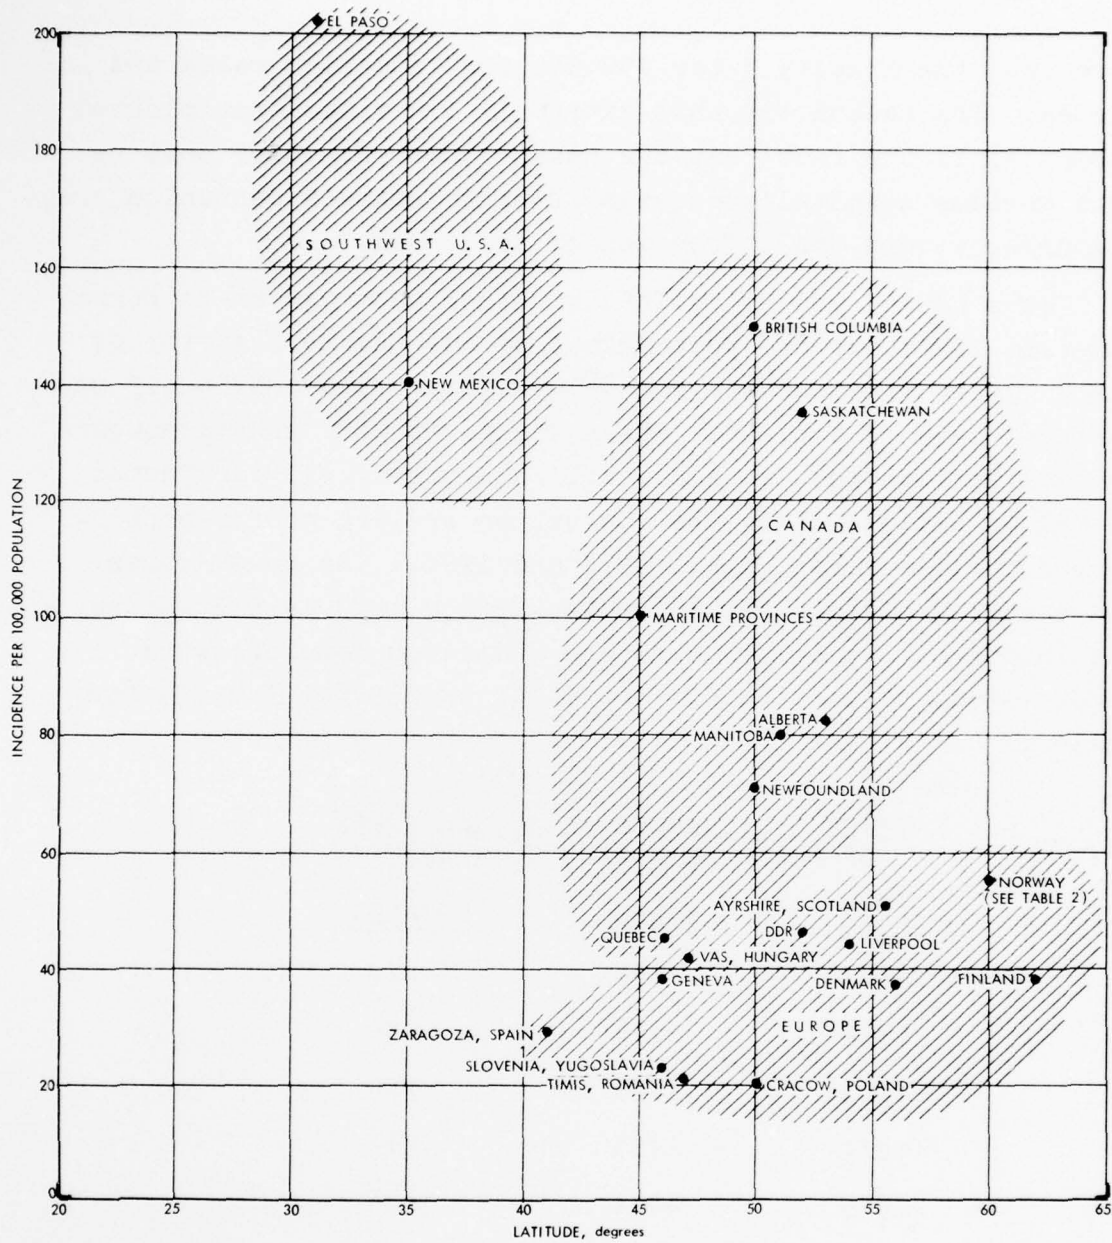 EL PASO
200
180
SOUTHWEST U.S.A.
160
BRITISH COLUMBIA
140
NEW MEXICO
SASKATCHEWAN
120
CANADA
INCIDENCE PER 100,000 POPULATION
100
MARITIME PROVINCES
ALBERTA
80
MANITOBA
NEWFOUNDLAND
60
NORWAY
(SEE TABLE 2)
AYRSHIRE, SCOTLAND
DDR
QUEBEC
LIVERPOOL
VAS, HUNGARY
40
GENEVA
DENMARK
FINLAND
EUROPE
ZARAGOZA, SPAIN
SLOVENIA, YUGOSLAVIA
TIMIS, ROMANIA
20
CRACOW, POLAND
0
20 25 30 35 40 45 50 55 60 65
LATITUDE, degrees